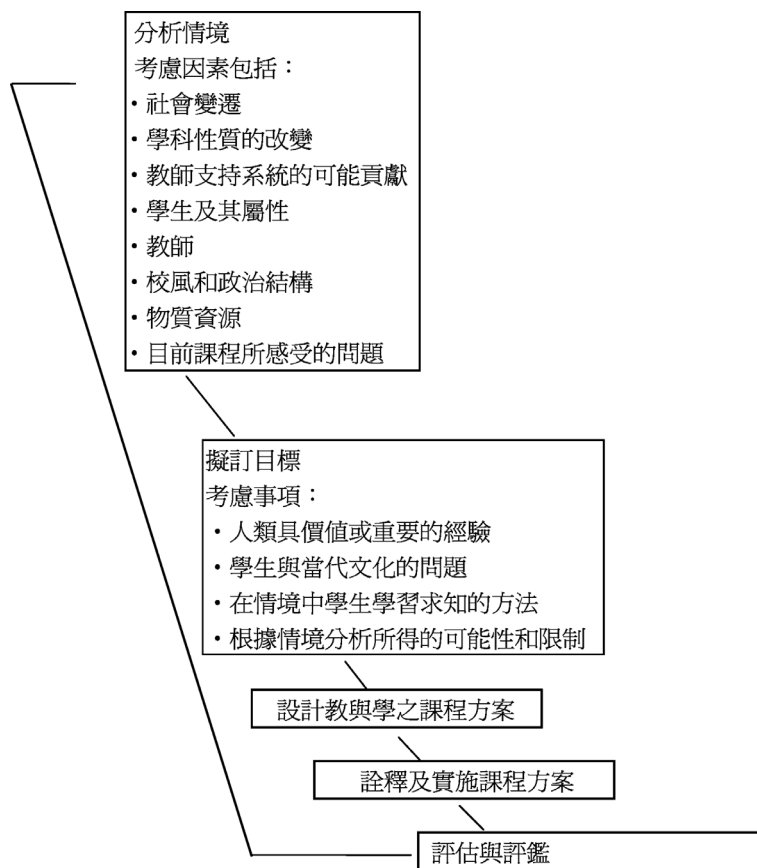 分析情境
考慮因素包括：
・社會變遷
・學科性質的改變
・教師支持系統的可能貢獻
・學生及其屬性
・教師
・校風和政治結構
・物質資源
・目前課程所感受的問題
擬訂目標
考慮事項：
・人類具價值或重要的經驗
・學生與當代文化的問題
・在情境中學生學習求知的方法
・根據情境分析所得的可能性和限制
設計教與學之課程方案
詮釋及實施課程方案
評估與評鑑